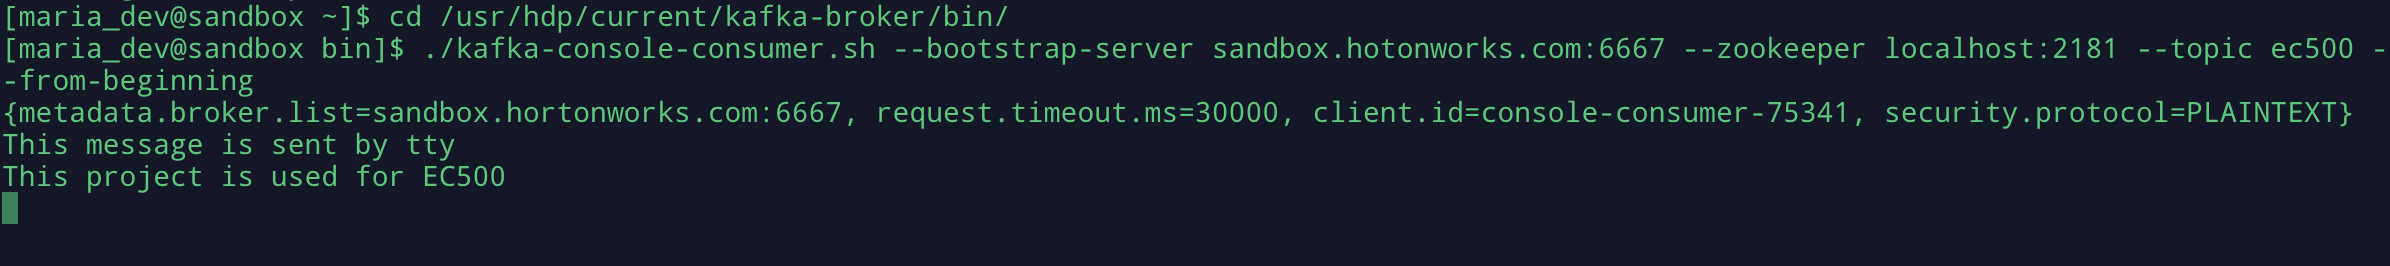 [maria_dev@sandbox ~]$ cd /usr/hdp/current/kafka-broker/bin/
[maria_dev@sandbox bin]$ ./kafka-console-consumer.sh --bootstrap-server sandbox.hotonworks.com:6667 --zookeeper localhost:2181 --topic ec500 -
-from-beginning
{metadata.broker.list=sandbox.hortonworks.com:6667, request.timeout.ms=30000, client.id=console-consumer-75341, security.protocol=PLAINTEXT}
This message is sent by tty
This project is used for EC500